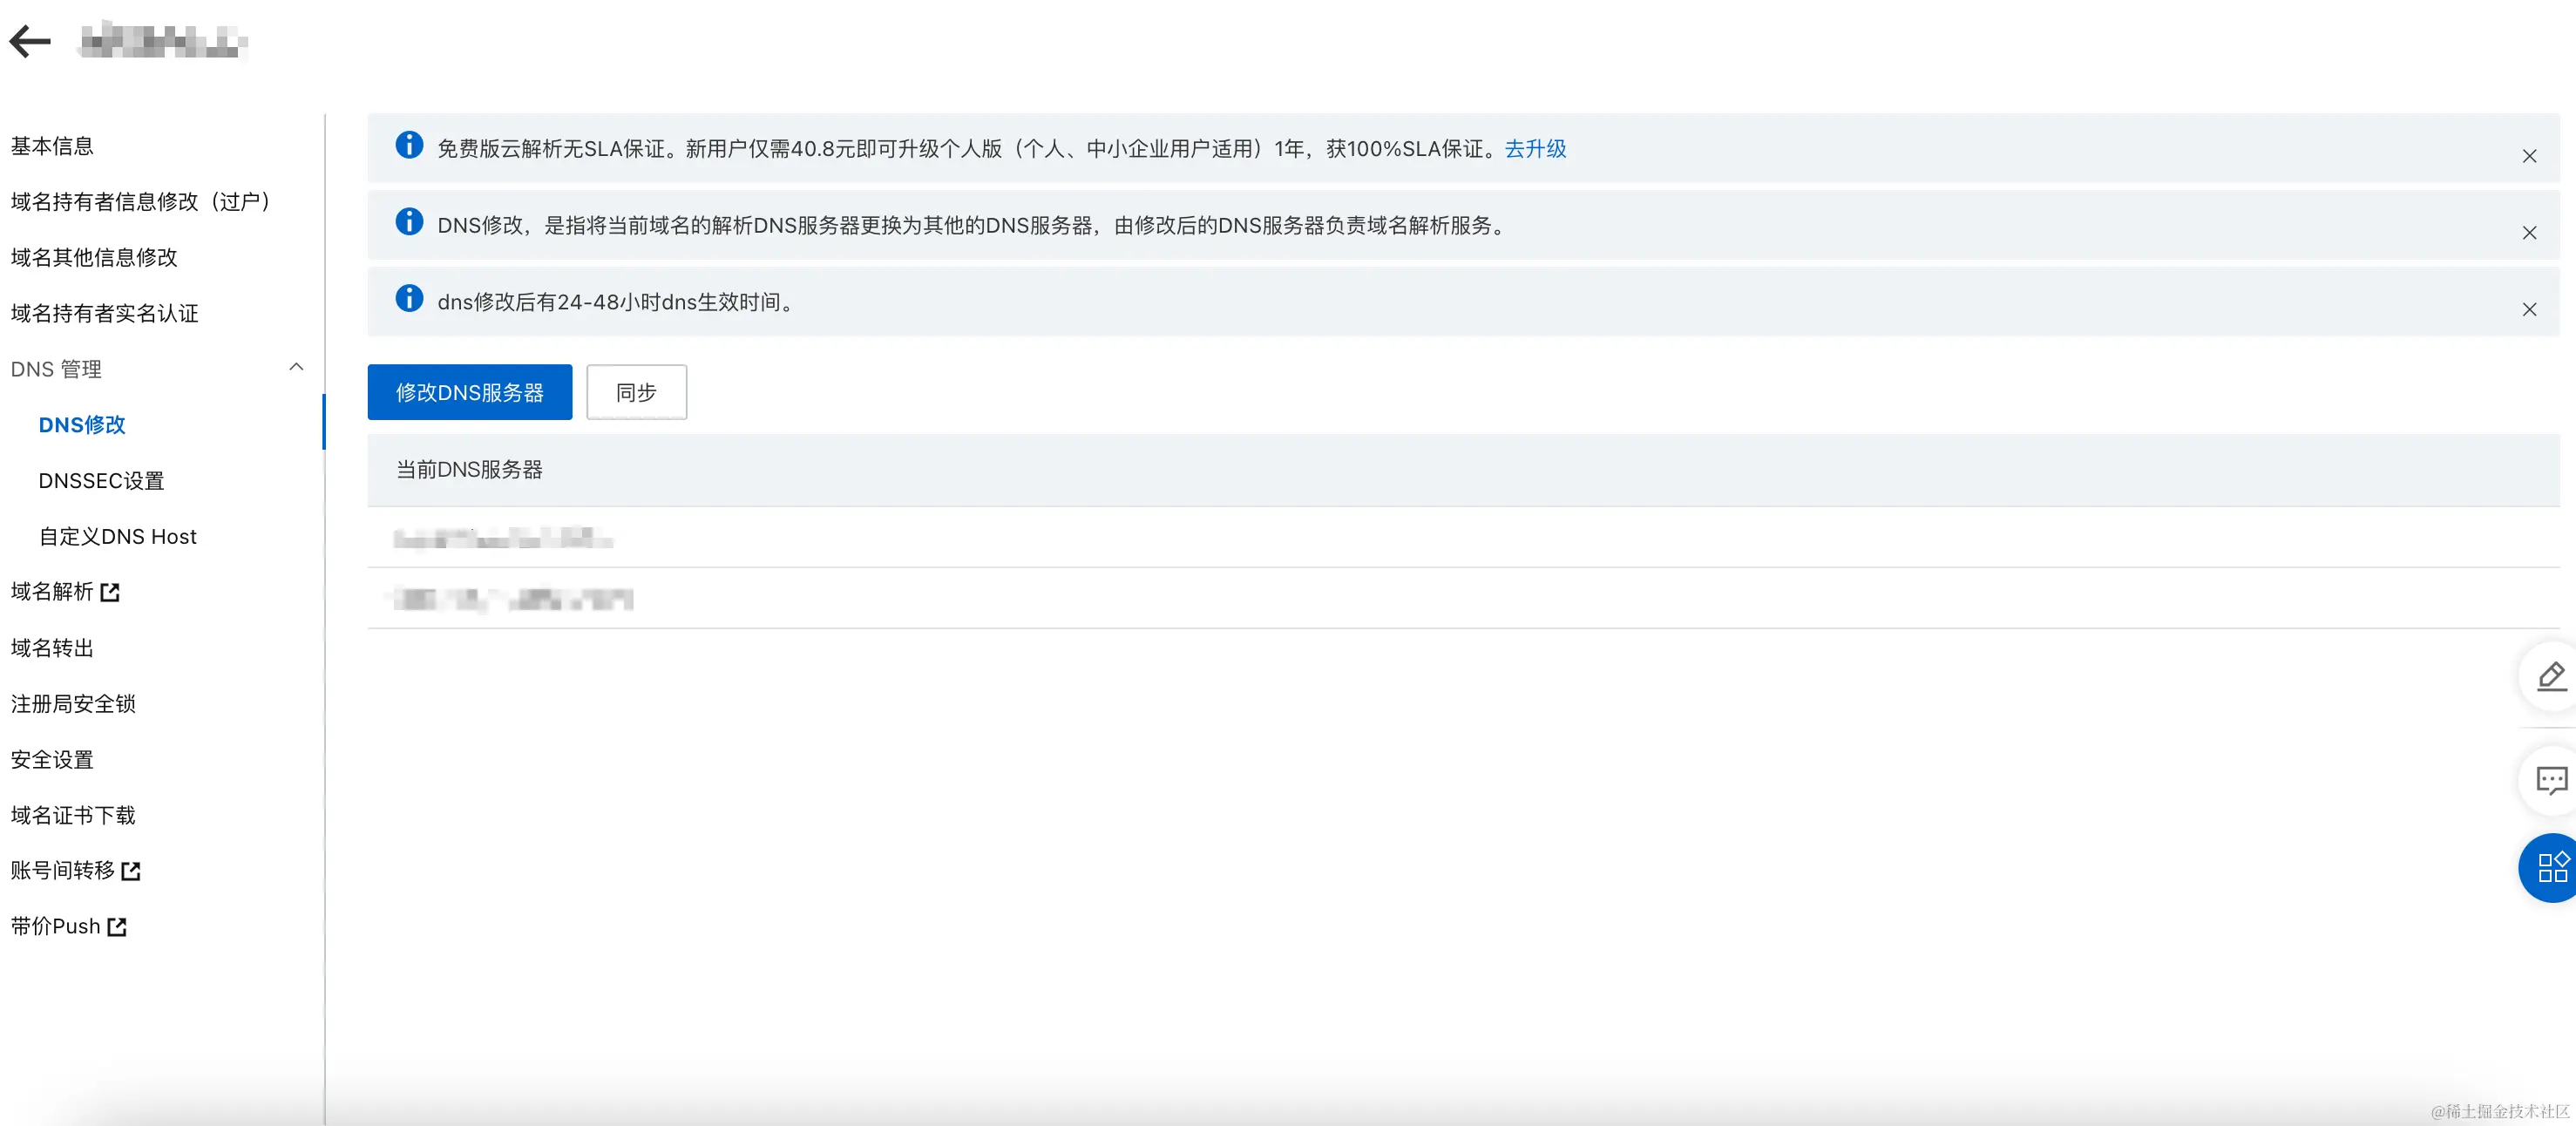 基本信息
域名持有者信息修改（过户）
域名其他信息修改
域名持有者实名认证
DNS 管理
DNS修改
DNSSEC设置
自定义DNS Host
域名解析
域名转出
注册局安全锁
安全设置
域名证书下载
账号间转移
带价Push
免费版云解析无SLA保证。新用户仅需40.8元即可升级个人版（个人、中小企业用户适用）1年，获100%SLA保证。去升级
DNS修改，是指将当前域名的解析DNS服务器更换为其他的DNS服务器，由修改后的DNS服务器负责域名解析服务。
dns修改后有24-48小时dns生效时间。
修改DNS服务器
同步
当前DNS服务器
@稀土掘金技术社区